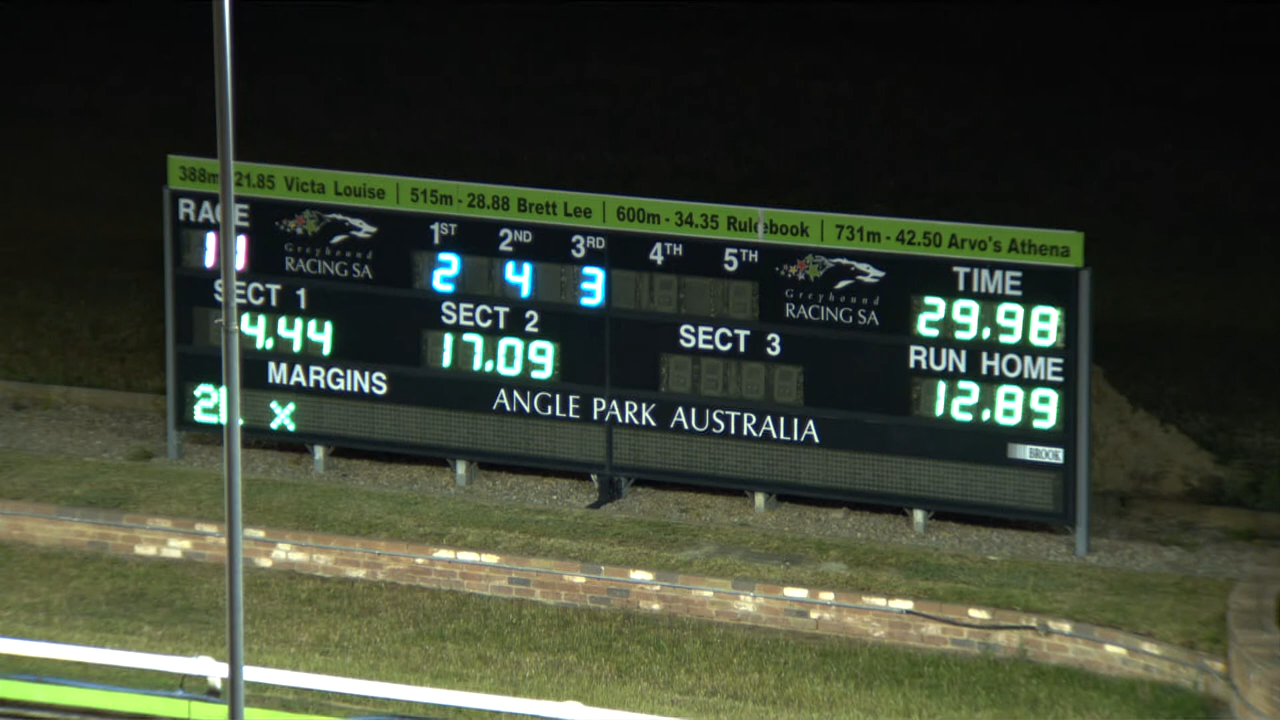 388m 21.85 Victa Louise | 515m - 28.88 Brett Lee | 600m - 34.35 Rulebook | 731m - 42.50 Arvo's Athena
RACE
11
Greyhound
RACING SA
1ST 2ND 3RD 4TH 5TH
2 4 3
Greyhound
RACING SA
TIME
29.98
SECT 1
4.44
SECT 2
17.09
SECT 3
RUN HOME
12.89
MARGINS
x
ANGLE PARK AUSTRALIA
BROOK